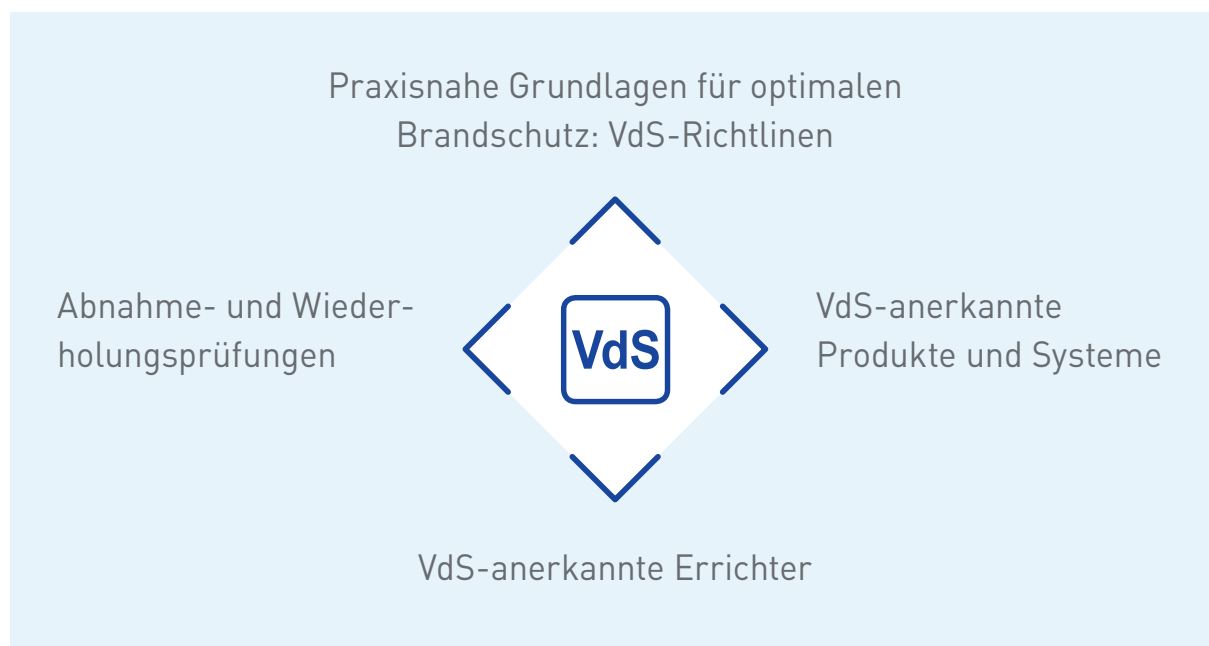 Praxisnahe Grundlagen für optimalen
Brandschutz: VdS-Richtlinen
Abnahme- und Wieder-
holungsprüfungen
VdS
VdS-anerkannte
Produkte und Systeme
VdS-anerkannte Errichter